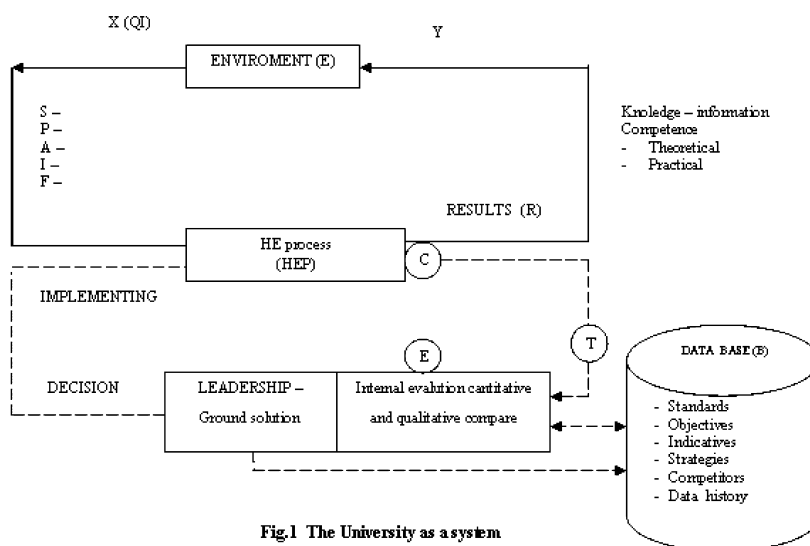 X (QI)
Y
ENVIROMENT (E)
S –
P –
A –
I –
F –
Knoledge – information
Competence
- Theoretical
- Practical
RESULTS (R)
HE process
(HEP)
C
IMPLEMENTING
E
T
DATA BASE (B)
DECISION
LEADERSHIP –
Ground solution
Internal evalution cantitative
and qualitative compare
- Standards
- Objectives
- Indicatives
- Strategies
- Competitors
- Data history
Fig.1 The University as a system